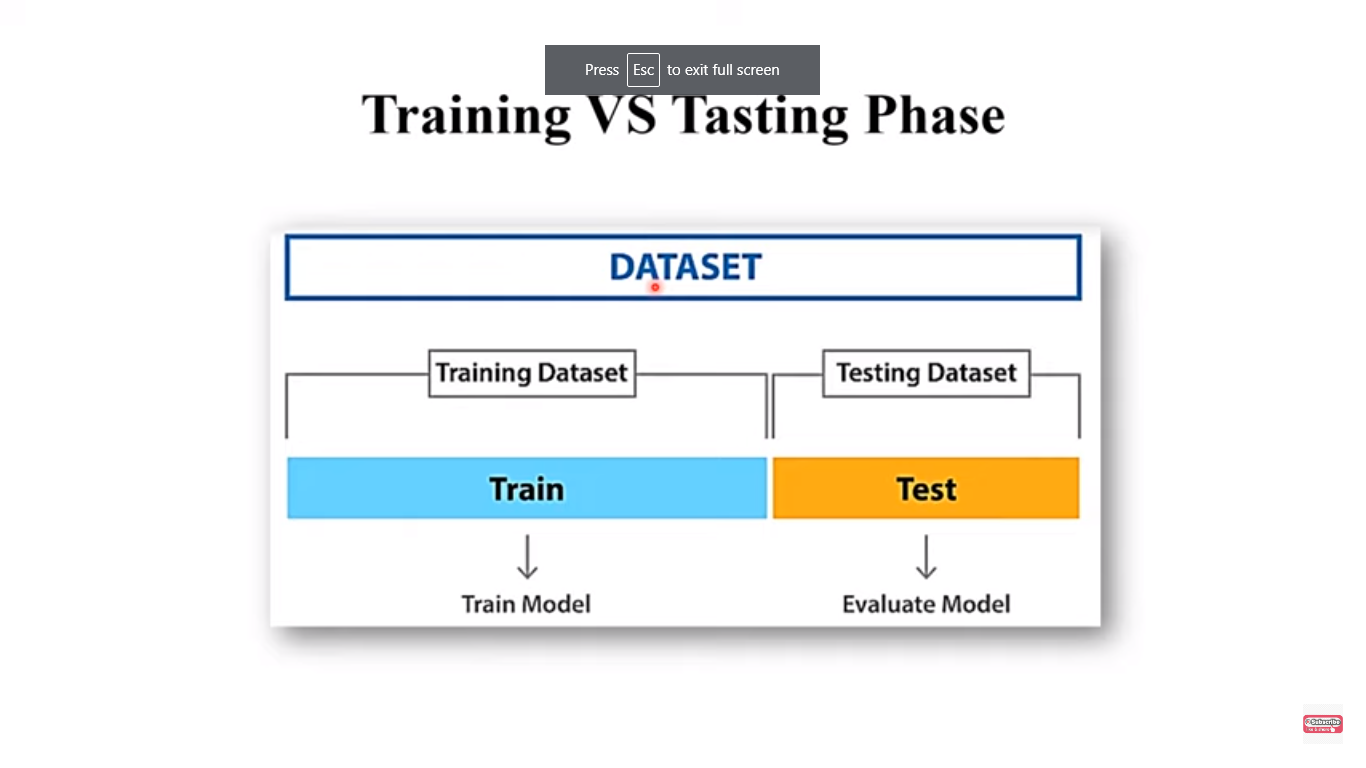 Press Esc to exit full screen
Training VS Tasting Phase
DATASET
Training Dataset
Testing Dataset
Train
Test
Train Model
Evaluate Model
Subscribe